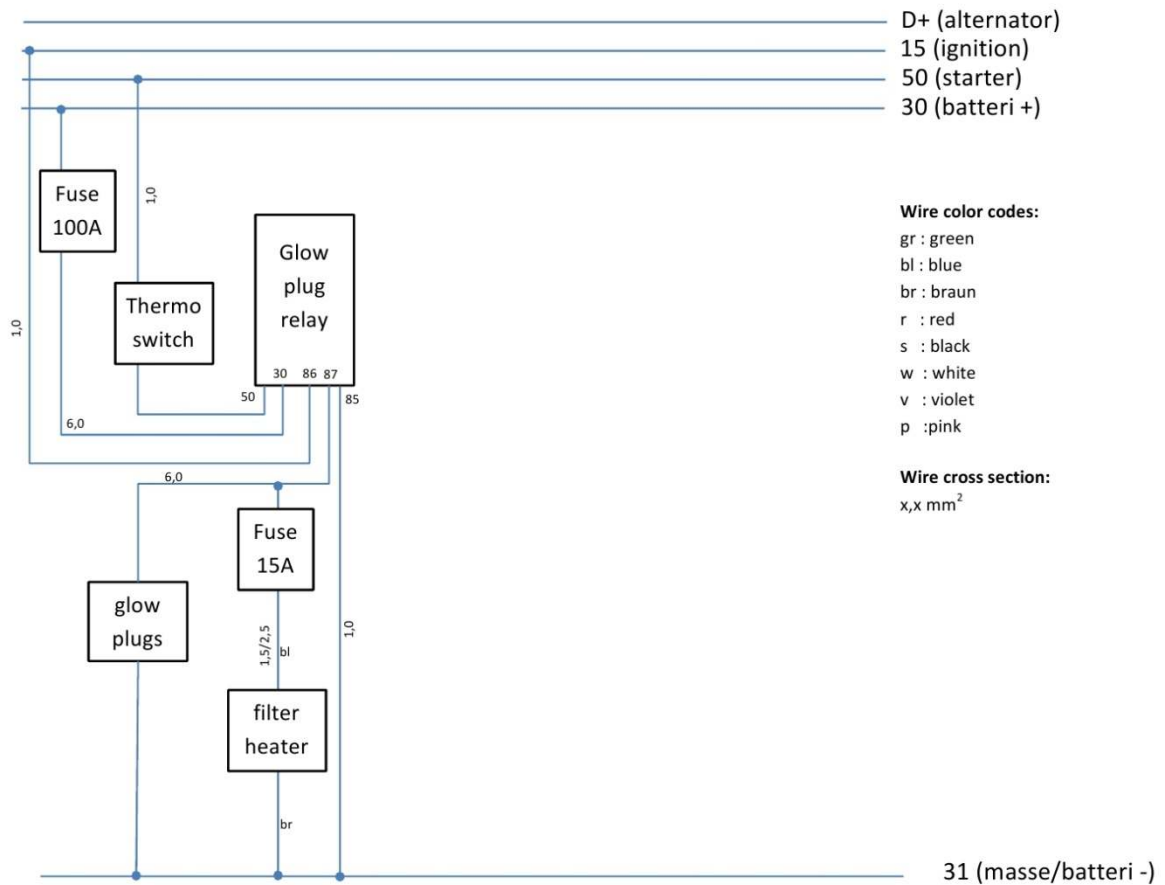 D+ (alternator)
15 (ignition)
50 (starter)
30 (batteri +)
Fuse
100A
1,0
Thermo
switch
Glow
plug
relay
1,0
30 86 87
50
85
6,0
6,0
Fuse
15A
glow
plugs
1,5/2,5
bl
1,0
filter
heater
br
31 (masse/batteri -)
Wire color codes:
gr : green
bl : blue
br : braun
r : red
s : black
w : white
v : violet
p :pink
Wire cross section:
x,x mm²